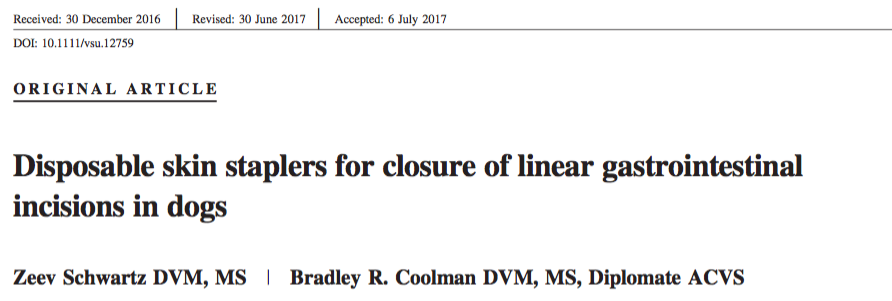 Received: 30 December 2016 | Revised: 30 June 2017 | Accepted: 6 July 2017
DOI: 10.1111/vsu.12759
ORIGINAL ARTICLE
Disposable skin staplers for closure of linear gastrointestinal
incisions in dogs
Zeev Schwartz DVM, MS | Bradley R. Coolman DVM, MS, Diplomate ACVS